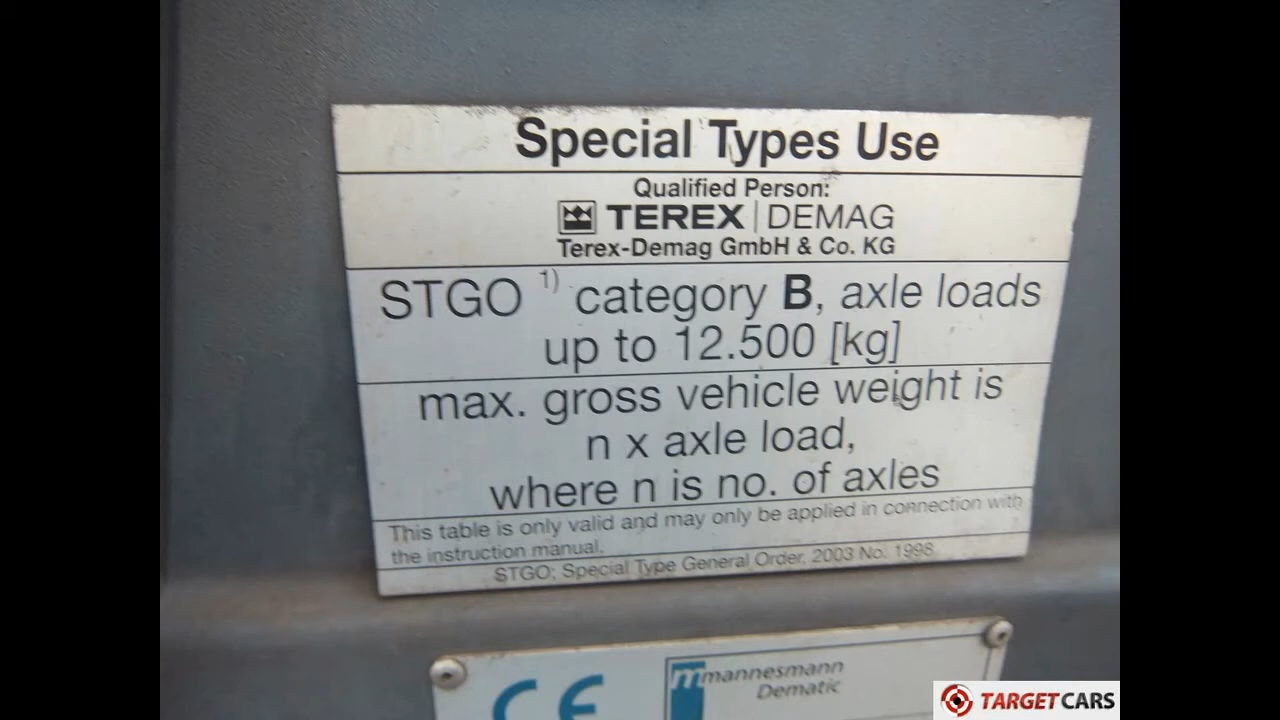 Special Types Use
Qualified Person:
TEREX | DEMAG
Terex-Demag GmbH & Co. KG
STGO 1) category B, axle loads
up to 12.500 [kg]
max. gross vehicle weight is
n x axle load,
where n is no. of axles
This table is only valid and may only be applied in connection with
the instruction manual.
STGO: Special Type General Order, 2003 No. 1998
CE
mannesmann
Dematic
TARGETCARS